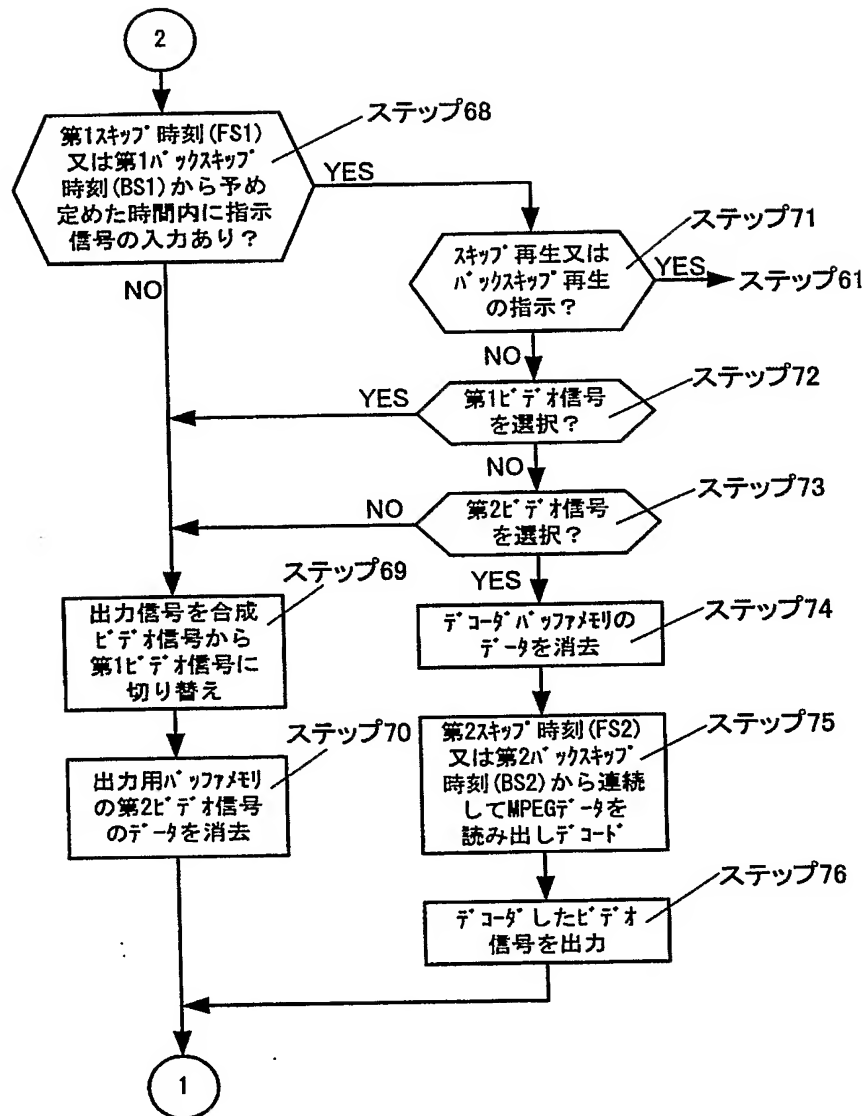 2
第1スキップ時刻(FS1)
又は第1バックスキップ
時刻(BS1)から予め
定めた時間内に指示
信号の入力あり?
ステップ68
YES
NO
スキップ再生又は
バックスキップ再生
の指示?
ステップ71
YES
ステップ61
NO
第1ビデオ信号
を選択?
ステップ72
YES
NO
第2ビデオ信号
を選択?
ステップ73
NO
YES
出力信号を合成
ビデオ信号から
第1ビデオ信号に
切り替え
ステップ69
デコーダバッファメモリの
データを消去
ステップ74
出力用バッファメモリ
の第2ビデオ信号
のデータを消去
ステップ70
第2スキップ時刻(FS2)
又は第2バックスキップ
時刻(BS2)から連続
してMPEGデータを
読み出しデコード
ステップ75
デコーダしたビデオ
信号を出力
ステップ76
1